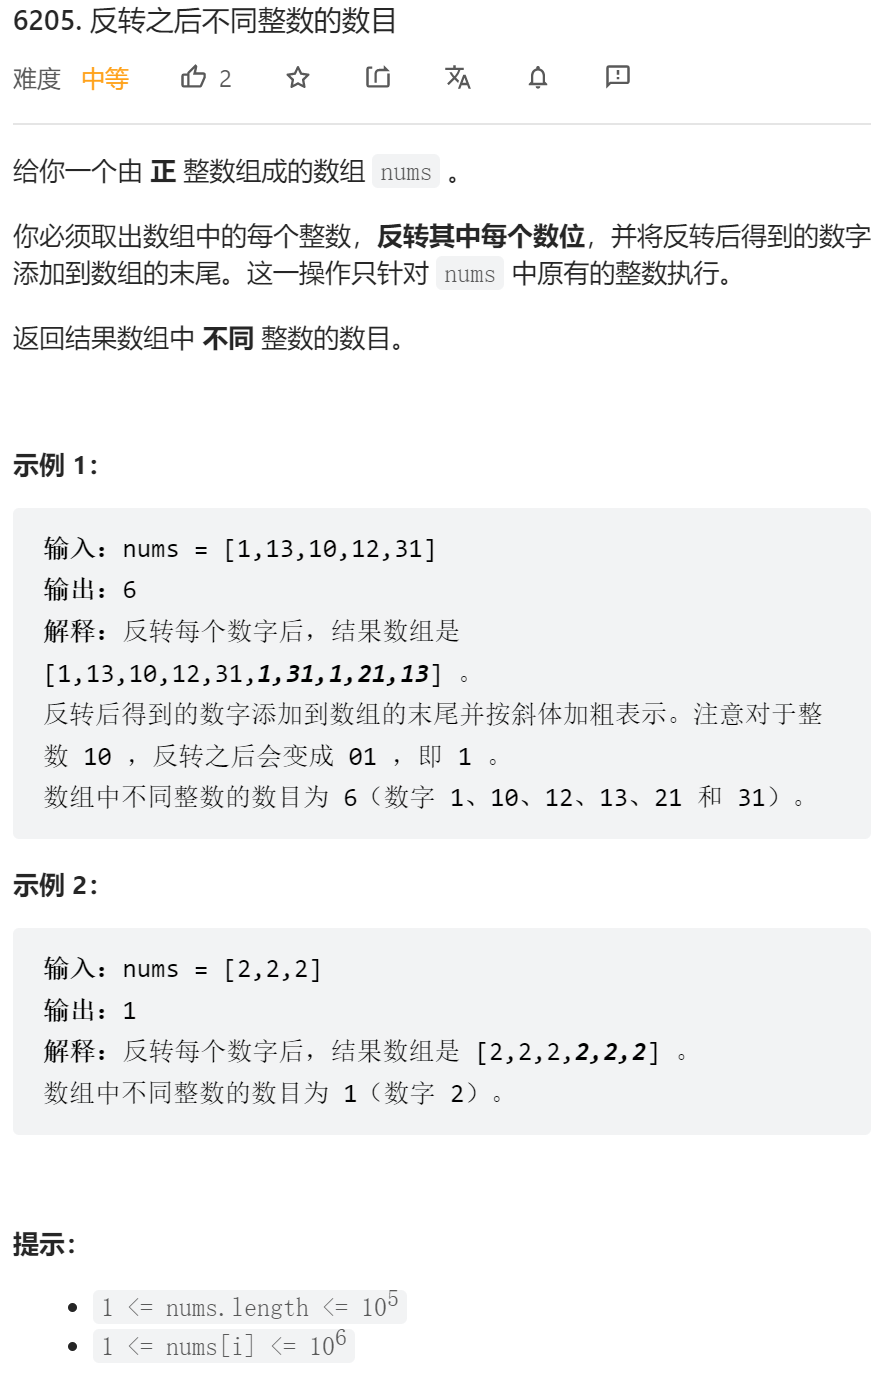 6205. 反转之后不同整数的数目
难度 中等 2
给你一个由 正 整数组成的数组 nums 。
你必须取出数组中的每个整数，反转其中每个数位，并将反转后得到的数字
添加到数组的末尾。这一操作只针对 nums 中原有的整数执行。
返回结果数组中 不同 整数的数目。
示例 1：
输入：nums = [1,13,10,12,31]
输出：6
解释：反转每个数字后，结果数组是
[1,13,10,12,31,1,31,1,21,13] 。
反转后得到的数字添加到数组的末尾并按斜体加粗表示。注意对于整
数 10 ，反转之后会变成 01 ，即 1 。
数组中不同整数的数目为 6（数字 1、10、12、13、21 和 31）。
示例 2：
输入：nums = [2,2,2]
输出：1
解释：反转每个数字后，结果数组是 [2,2,2,2,2,2] 。
数组中不同整数的数目为 1（数字 2）。
提示：
• 1 <= nums.length <= 10⁵
• 1 <= nums[i] <= 10⁶